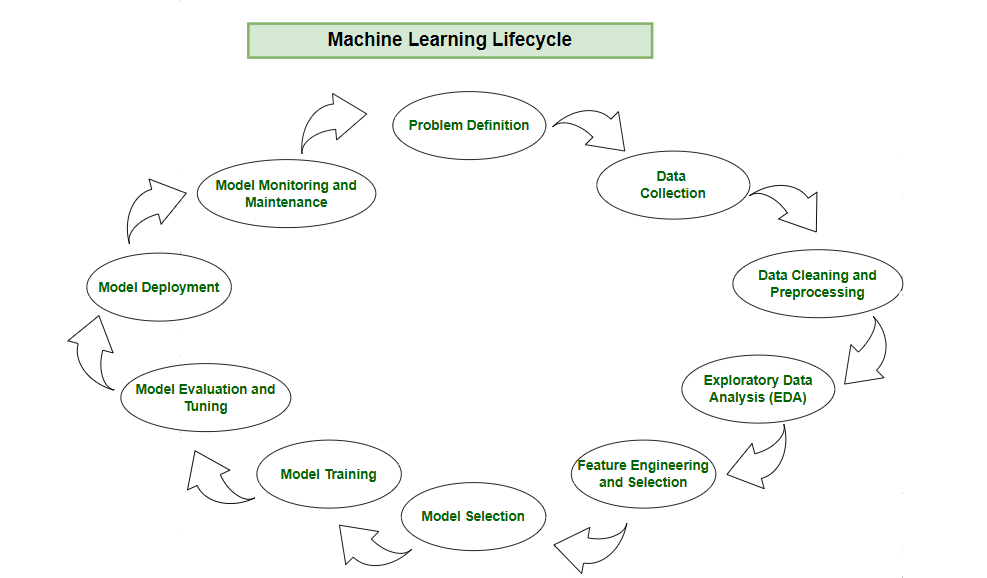 Machine Learning Lifecycle
Problem Definition
Data
Collection
Data Cleaning and
Preprocessing
Exploratory Data
Analysis (EDA)
Feature Engineering
and Selection
Model Selection
Model Training
Model Evaluation and
Tuning
Model Deployment
Model Monitoring and
Maintenance